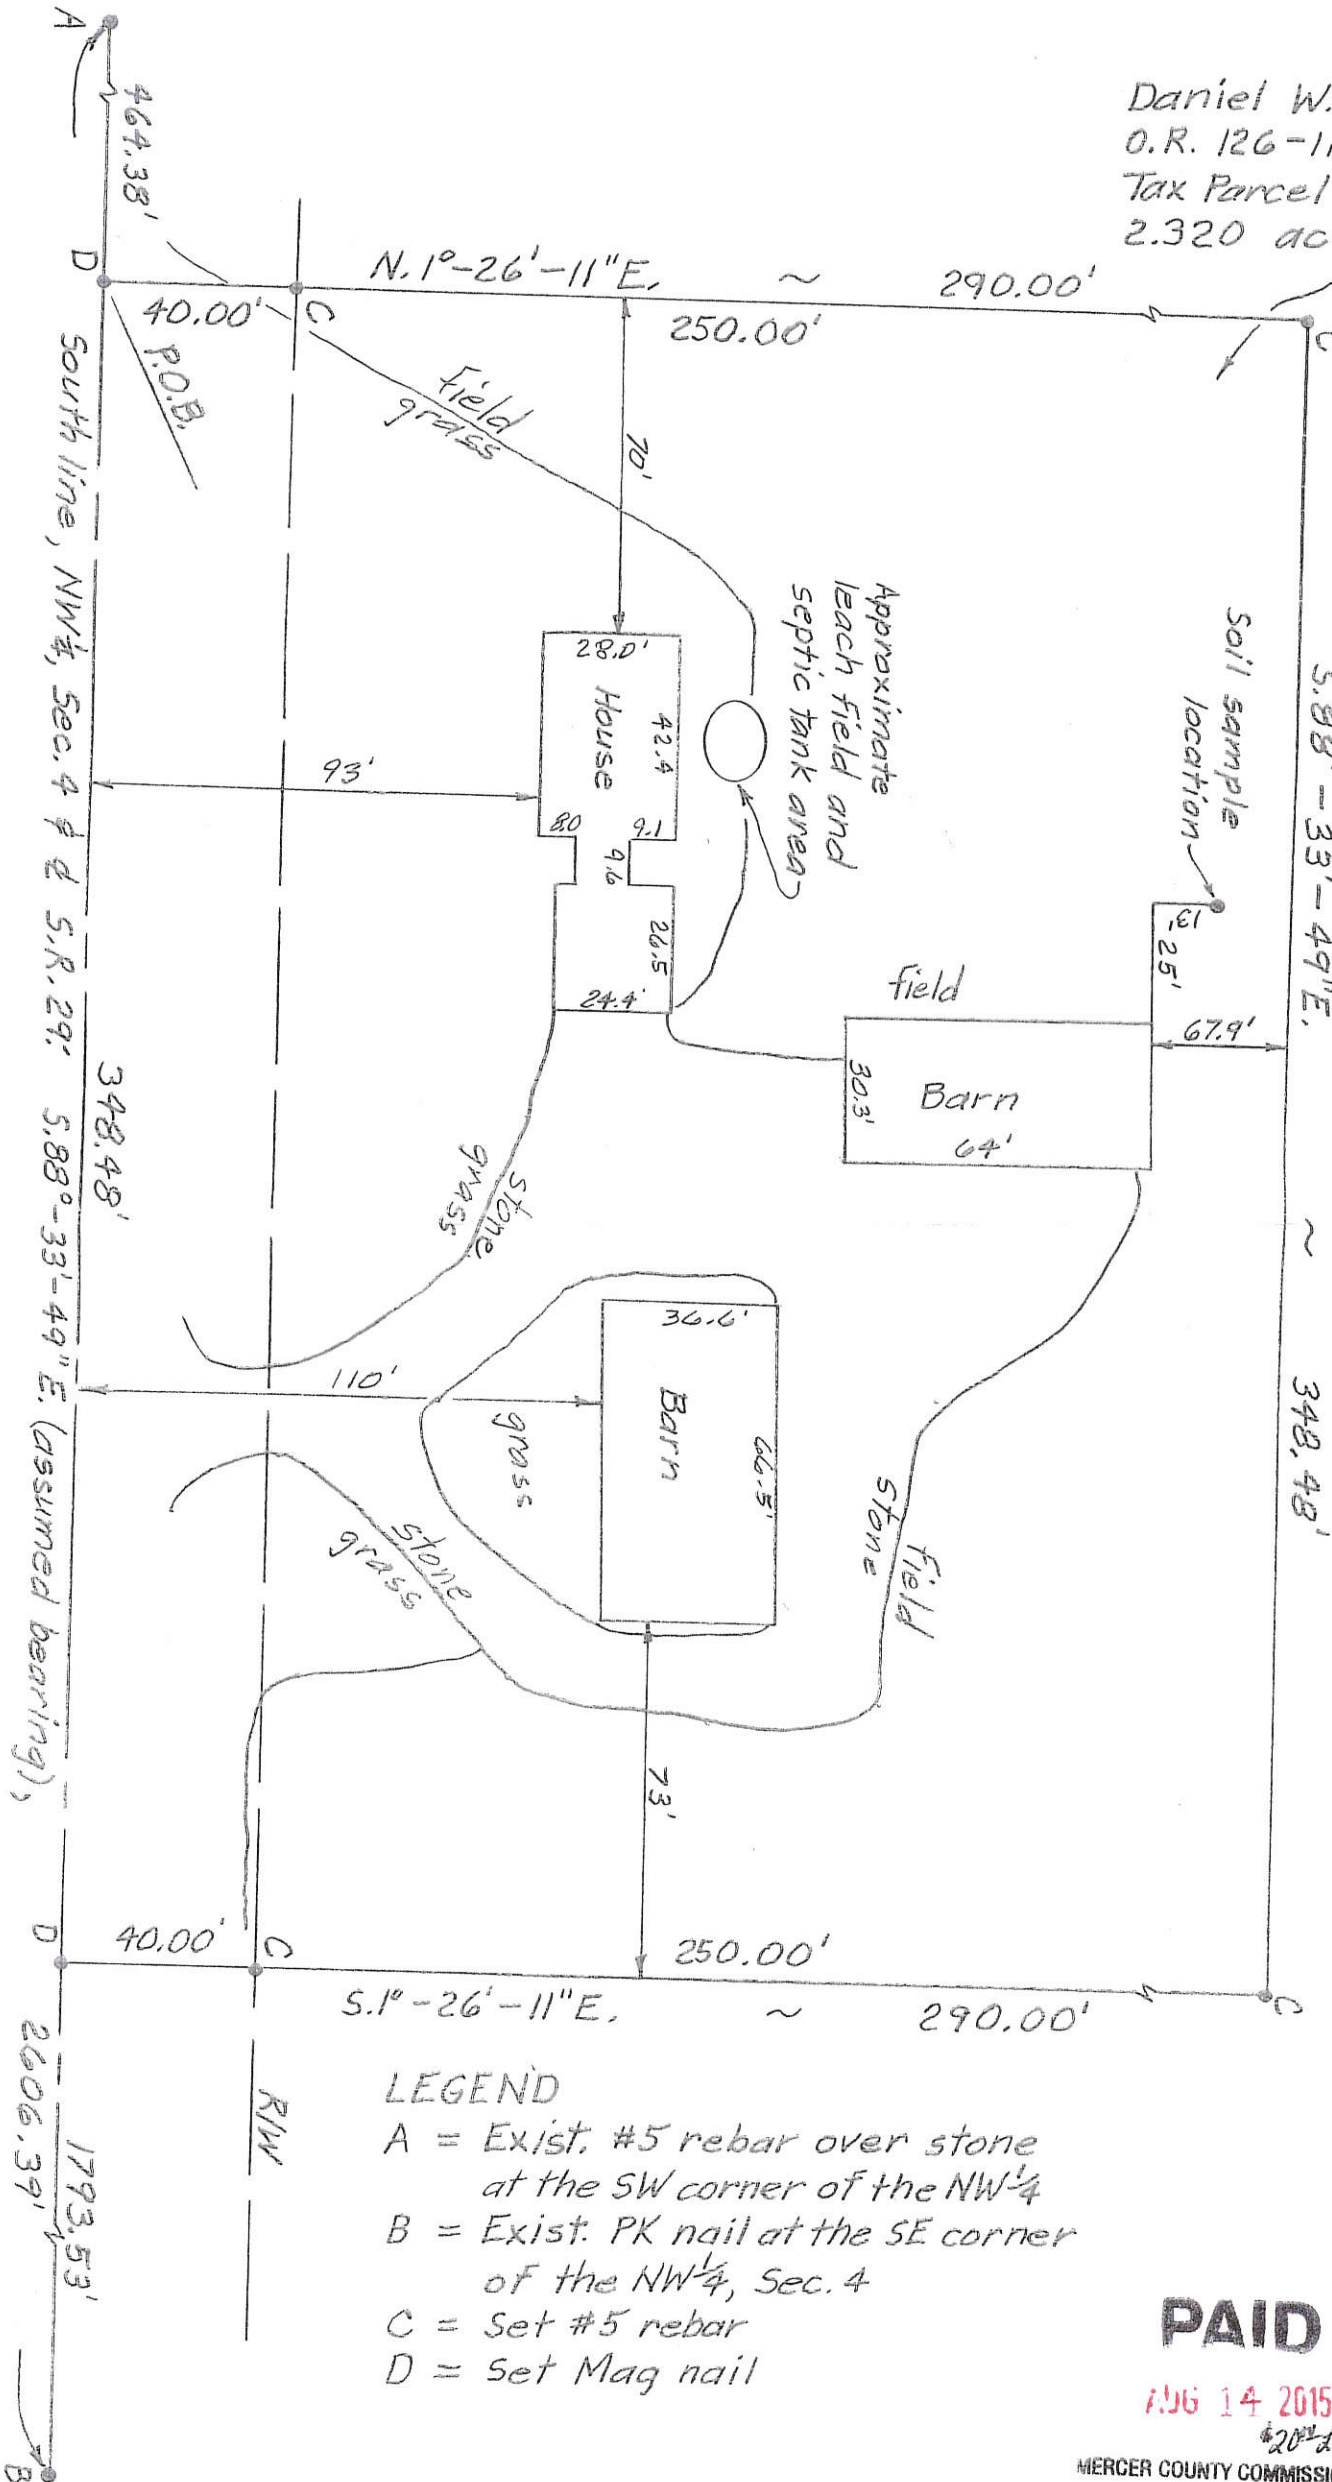 Daniel W.
O.R. 126-11
Tax Parcel
2.320 ac
A
464.38'
D
40.00'
P.O.B.
C
N.1°-26'-11"E. ~ 290.00'
250.00'
C
field
grass
70'
S.88°-33'-49"E. ~ 348.48'
Soil sample
location
13'
25'
67.9'
Approximate
leach field and
septic tank area
28.0'
House
42.4
8.0
9.1
9.6
26.5
24.4'
93'
field
Barn
30.3'
64'
stone
grass
36.6'
Barn
66.5'
110'
grass
stone
grass
field
stone
73'
South line, NW¼, Sec. 4 & ℄ S.R. 29: S.88°-33'-49"E. (assumed bearing),
348.48'
D
40.00'
C
250.00'
S.1°-26'-11"E. ~ 290.00'
C
R/W
1793.53'
2606.39'
B
LEGEND
A = Exist. #5 rebar over stone
at the SW corner of the NW¼
B = Exist. PK nail at the SE corner
of the NW¼, Sec. 4
C = Set #5 rebar
D = Set Mag nail
PAID
AUG 14 2015
MERCER COUNTY COMMISSI